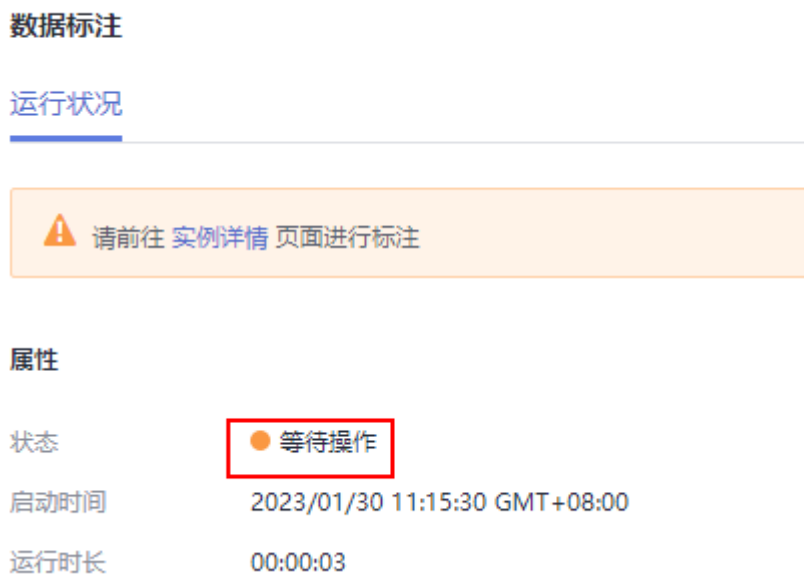 数据标注
运行状况
请前往 实例详情 页面进行标注
属性
状态 等待操作
启动时间 2023/01/30 11:15:30 GMT+08:00
运行时长 00:00:03